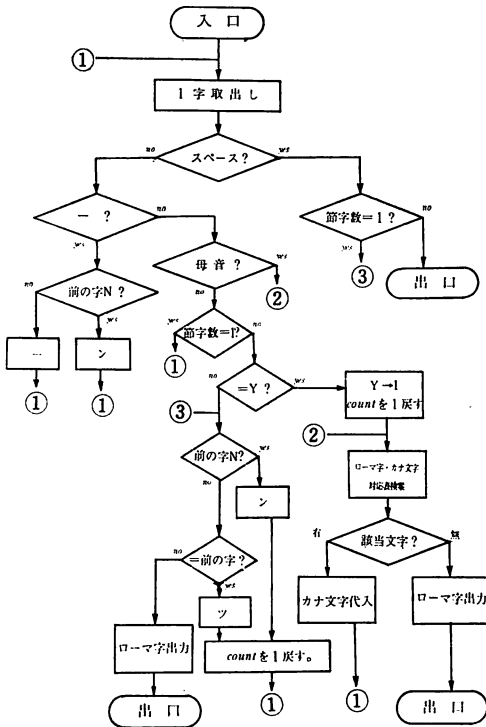 入口
①
1字取出し
no
スペース?
yes
ー ?
no
節字数=1?
no
yes
yes
母音?
yes
③
出口
no
前の字N?
yes
no
②
ー
ン
yes
節字数=1?
no
①
①
①
no
=Y?
yes
Y→I
countを1戻す
③
②
前の字N?
yes
no
ン
ローマ字・カナ文字
対応表検索
有
該当文字?
無
no
=前の字?
yes
ツ
カナ文字代入
ローマ字出力
ローマ字出力
countを1戻す。
出口
①
①
出口